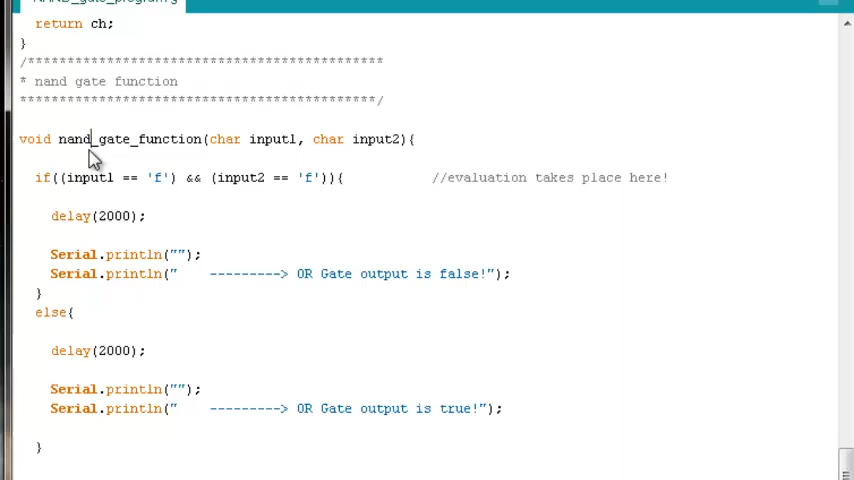 NAND_gate_program§
return ch;
}
/*********************************************
* nand gate function
*********************************************/
void nand_gate_function(char input1, char input2){
if((input1 == 'f') && (input2 == 'f')){ //evaluation takes place here!
delay(2000);
Serial.println("");
Serial.println(" ---------> OR Gate output is false!");
}
else{
delay(2000);
Serial.println("");
Serial.println(" ---------> OR Gate output is true!");
}